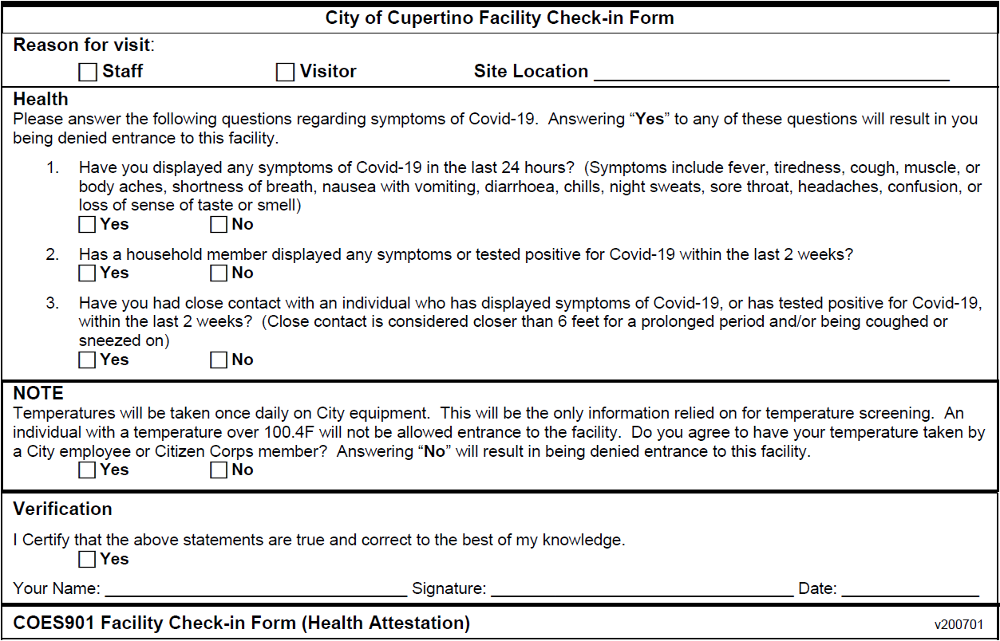 City of Cupertino Facility Check-in Form
Reason for visit:
Staff Visitor Site Location
Health
Please answer the following questions regarding symptoms of Covid-19. Answering “Yes” to any of these questions will result in you
being denied entrance to this facility.
1. Have you displayed any symptoms of Covid-19 in the last 24 hours? (Symptoms include fever, tiredness, cough, muscle, or
body aches, shortness of breath, nausea with vomiting, diarrhoea, chills, night sweats, sore throat, headaches, confusion, or
loss of sense of taste or smell)
Yes No
2. Has a household member displayed any symptoms or tested positive for Covid-19 within the last 2 weeks?
Yes No
3. Have you had close contact with an individual who has displayed symptoms of Covid-19, or has tested positive for Covid-19,
within the last 2 weeks? (Close contact is considered closer than 6 feet for a prolonged period and/or being coughed or
sneezed on)
Yes No
NOTE
Temperatures will be taken once daily on City equipment. This will be the only information relied on for temperature screening. An
individual with a temperature over 100.4F will not be allowed entrance to the facility. Do you agree to have your temperature taken by
a City employee or Citizen Corps member? Answering “No” will result in being denied entrance to this facility.
Yes No
Verification
I Certify that the above statements are true and correct to the best of my knowledge.
Yes
Your Name: Signature: Date:
COES901 Facility Check-in Form (Health Attestation) v200701